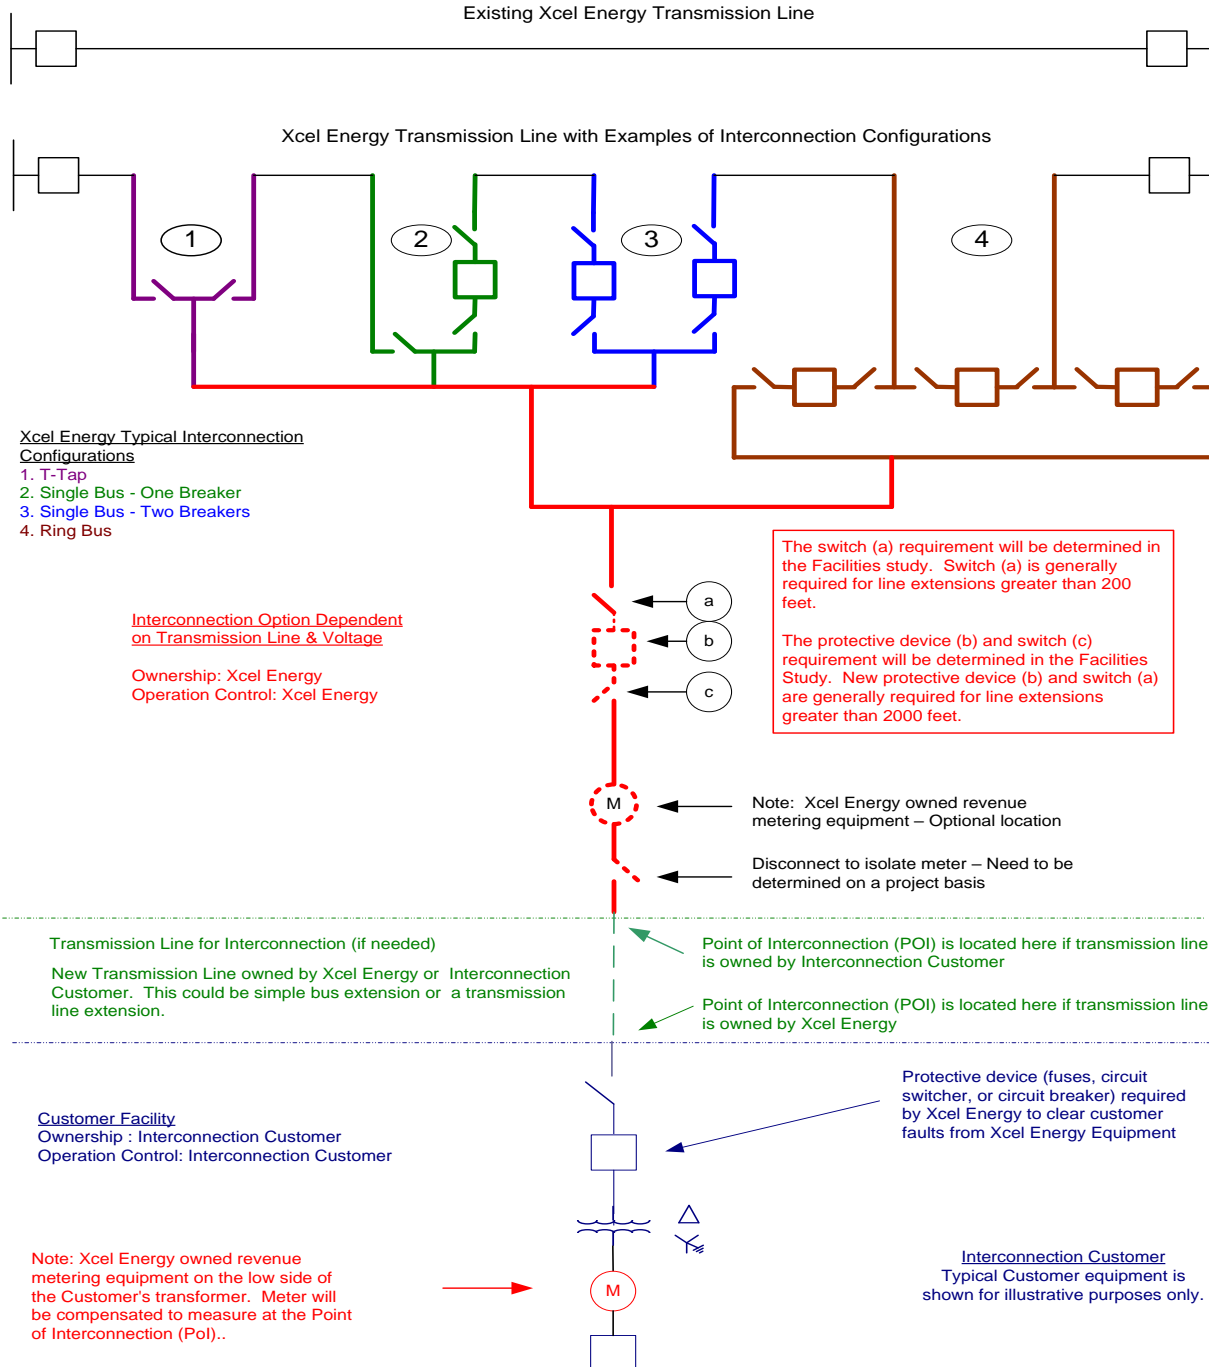 Existing Xcel Energy Transmission Line
Xcel Energy Transmission Line with Examples of Interconnection Configurations
1
2
3
4
Xcel Energy Typical Interconnection
Configurations
1. T-Tap
2. Single Bus - One Breaker
3. Single Bus - Two Breakers
4. Ring Bus
The switch (a) requirement will be determined in
the Facilities study. Switch (a) is generally
required for line extensions greater than 200
feet.
The protective device (b) and switch (c)
requirement will be determined in the Facilities
Study. New protective device (b) and switch (a)
are generally required for line extensions
greater than 2000 feet.
a
b
c
Interconnection Option Dependent
on Transmission Line & Voltage
Ownership: Xcel Energy
Operation Control: Xcel Energy
M
Note: Xcel Energy owned revenue
metering equipment – Optional location
Disconnect to isolate meter – Need to be
determined on a project basis
Transmission Line for Interconnection (if needed)
New Transmission Line owned by Xcel Energy or Interconnection
Customer. This could be simple bus extension or a transmission
line extension.
Point of Interconnection (POI) is located here if transmission line
is owned by Interconnection Customer
Point of Interconnection (POI) is located here if transmission line
is owned by Xcel Energy
Protective device (fuses, circuit
switcher, or circuit breaker) required
by Xcel Energy to clear customer
faults from Xcel Energy Equipment
Customer Facility
Ownership : Interconnection Customer
Operation Control: Interconnection Customer
Note: Xcel Energy owned revenue
metering equipment on the low side of
the Customer's transformer. Meter will
be compensated to measure at the Point
of Interconnection (PoI)..
M
Interconnection Customer
Typical Customer equipment is
shown for illustrative purposes only.